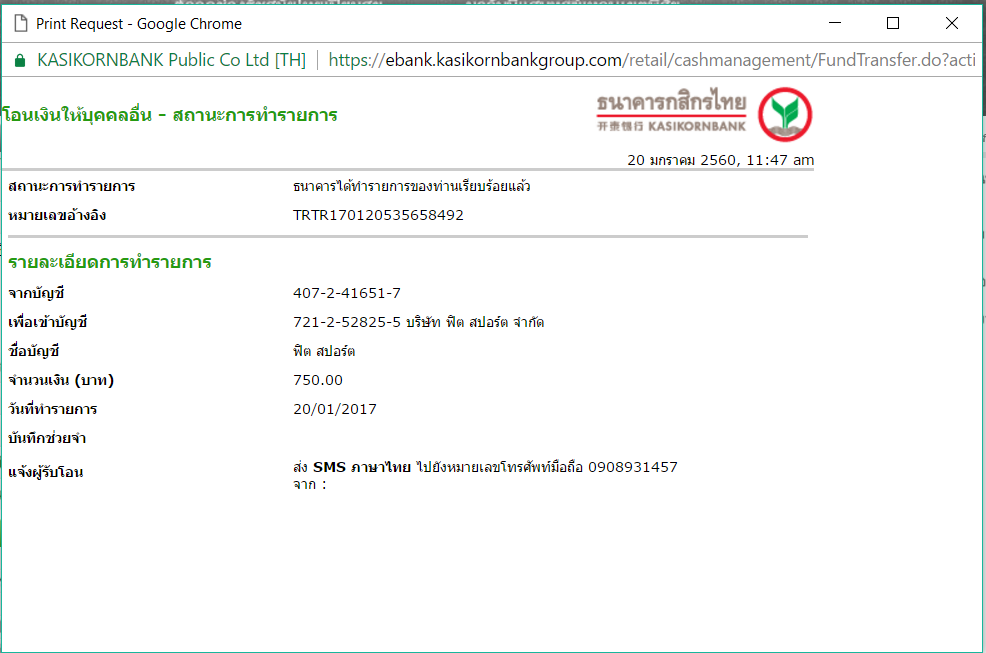 Print Request - Google Chrome
KASIKORNBANK Public Co Ltd [TH] https://ebank.kasikornbankgroup.com/retail/cashmanagement/FundTransfer.do?acti
ธนาคารกสิกรไทย
开泰银行 KASIKORNBANK
โอนเงินให้บุคคลอื่น - สถานะการทำรายการ
20 มกราคม 2560, 11:47 am
สถานะการทำรายการ ธนาคารได้ทำรายการของท่านเรียบร้อยแล้ว
หมายเลขอ้างอิง TRTR170120535658492
รายละเอียดการทำรายการ
จากบัญชี 407-2-41651-7
เพื่อเข้าบัญชี 721-2-52825-5 บริษัท ฟิต สปอร์ต จำกัด
ชื่อบัญชี ฟิต สปอร์ต
จำนวนเงิน (บาท) 750.00
วันที่ทำรายการ 20/01/2017
บันทึกช่วยจำ
แจ้งผู้รับโอน ส่ง SMS ภาษาไทย ไปยังหมายเลขโทรศัพท์มือถือ 0908931457
จาก :